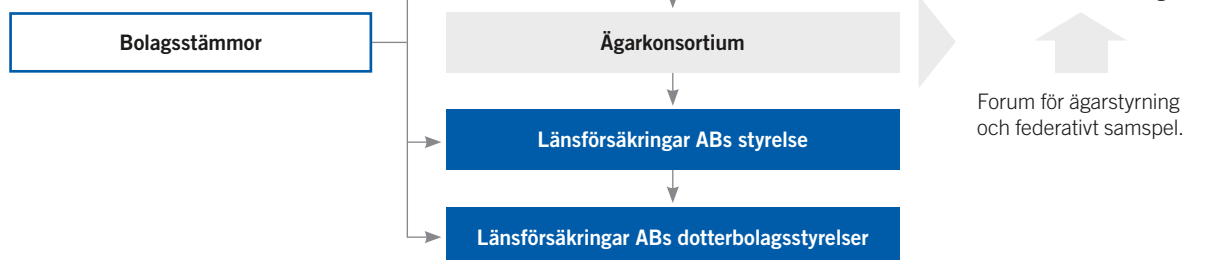 Bolagsstämmor
Ägarkonsortium
Länsförsäkringar ABs styrelse
Länsförsäkringar ABs dotterbolagsstyrelser
Forum för ägarstyrning
och federativt samspel.